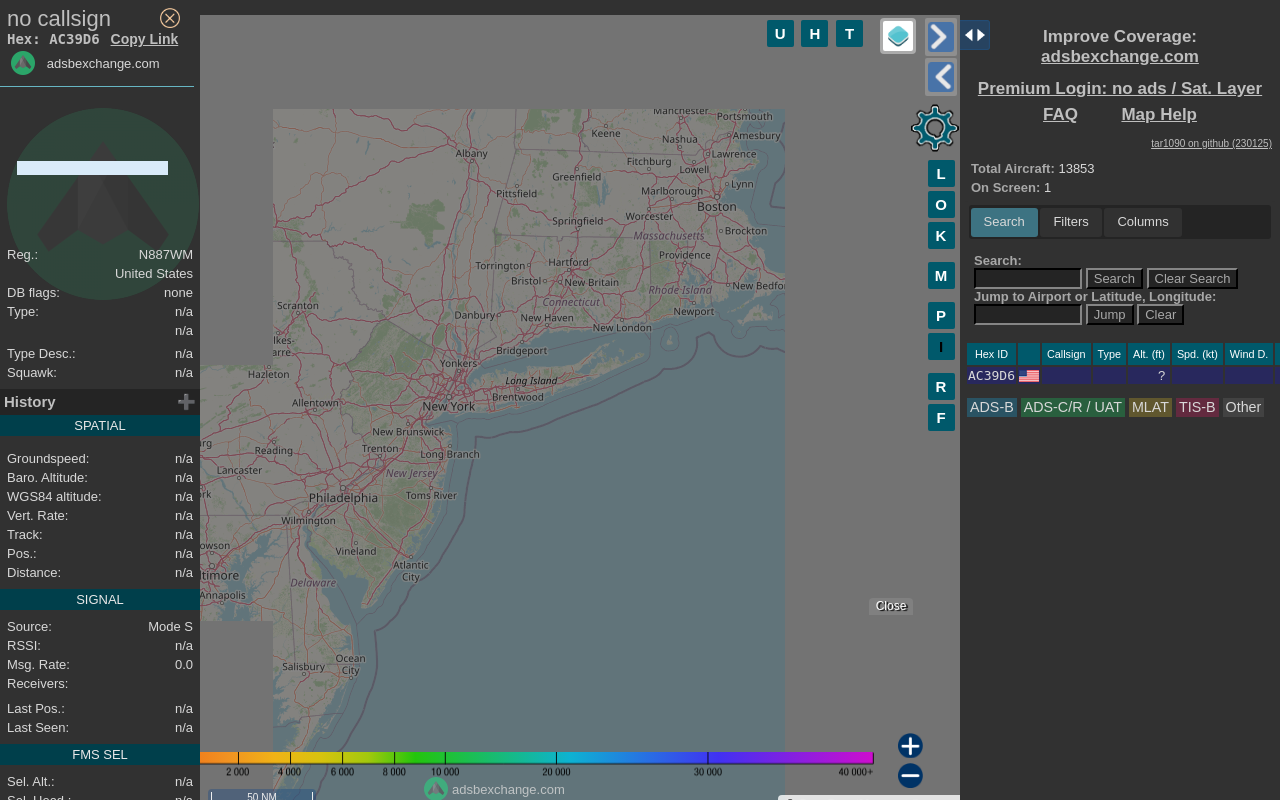 no callsign
Hex: AC39D6 Copy Link
adsbexchange.com
Reg.: N887WM
United States
DB flags: none
Type: n/a
n/a
Type Desc.: n/a
Squawk: n/a
History
SPATIAL
Groundspeed: n/a
Baro. Altitude: n/a
WGS84 altitude: n/a
Vert. Rate: n/a
Track: n/a
Pos.: n/a
Distance: n/a
SIGNAL
Source: Mode S
RSSI: n/a
Msg. Rate: 0.0
Receivers:
Last Pos.: n/a
Last Seen: n/a
FMS SEL
Sel. Alt.: n/a
Sel. Head.: n/a
U H T
L
O
K
M
P
I
R
F
Manchester
Portsmouth
Keene
Nashua
Amesbury
Albany
Fitchburg
Lawrence
Greenfield
Lowell
Pittsfield
Marlborough
Lynn
Worcester
Boston
Springfield
Massachusetts
Brockton
Torrington
Hartford
Providence
Bristol
New Britain
Rhode Island
New Bedfo
Scranton
Connecticut
Danbury
New Haven
Newport
New London
lkes-
arre
Bridgeport
Hazleton
Yonkers
Long Island
Allentown
New York
Brentwood
New Brunswick
rg
Reading
Trenton
Long Branch
Lancaster
New Jersey
rk
Philadelphia
Toms River
Wilmington
owson
Vineland
Atlantic
City
ltimore
Delaware
Annapolis
Close
Salisbury
Ocean
City
2 000 4 000 6 000 8 000 10 000 20 000 30 000 40 000+
adsbexchange.com
50 NM
Improve Coverage:
adsbexchange.com
Premium Login: no ads / Sat. Layer
FAQ Map Help
tar1090 on github (230125)
Total Aircraft: 13853
On Screen: 1
Search Filters Columns
Search:
Search Clear Search
Jump to Airport or Latitude, Longitude:
Jump Clear
Hex ID Callsign Type Alt. (ft) Spd. (kt) Wind D.
AC39D6 ?
ADS-B ADS-C/R / UAT MLAT TIS-B Other